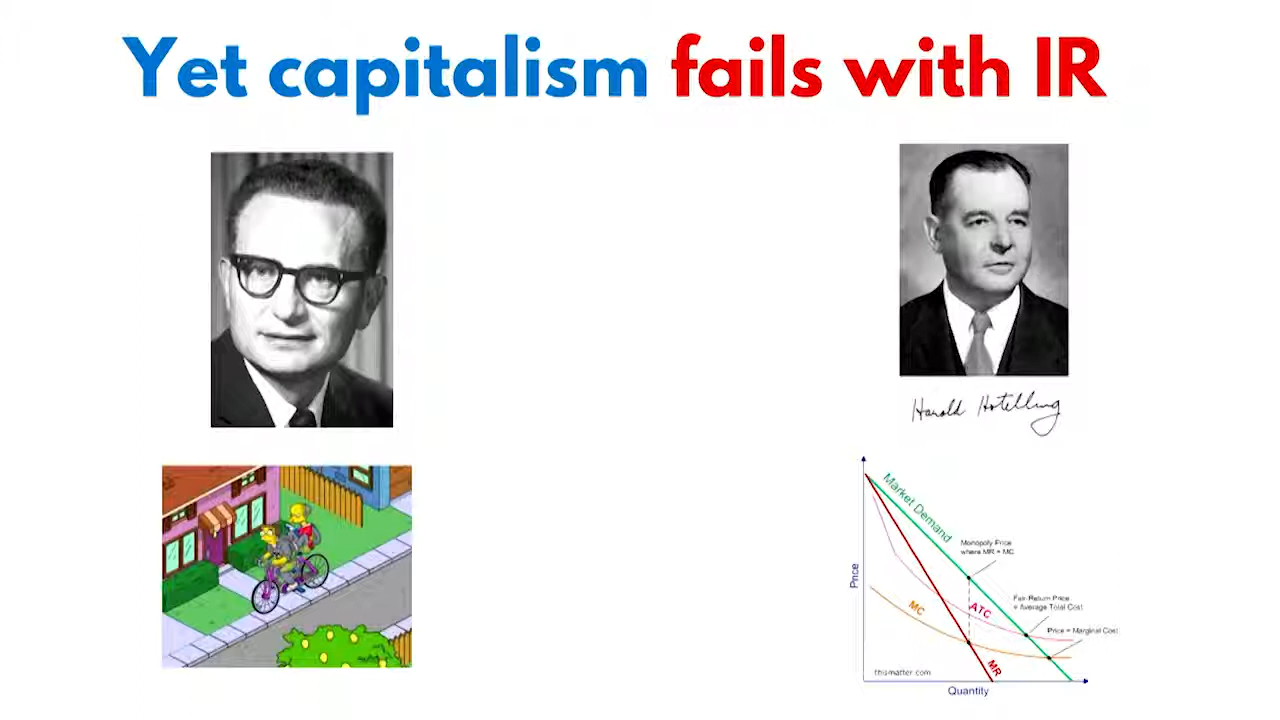 Yet capitalism fails with IR
Harold Hotelling
Market Demand
Monopoly Price
where MR = MC
Price
Fair-Return Price
= Average Total Cost
MC
ATC
Price = Marginal Cost
MR
thismatter.com
Quantity